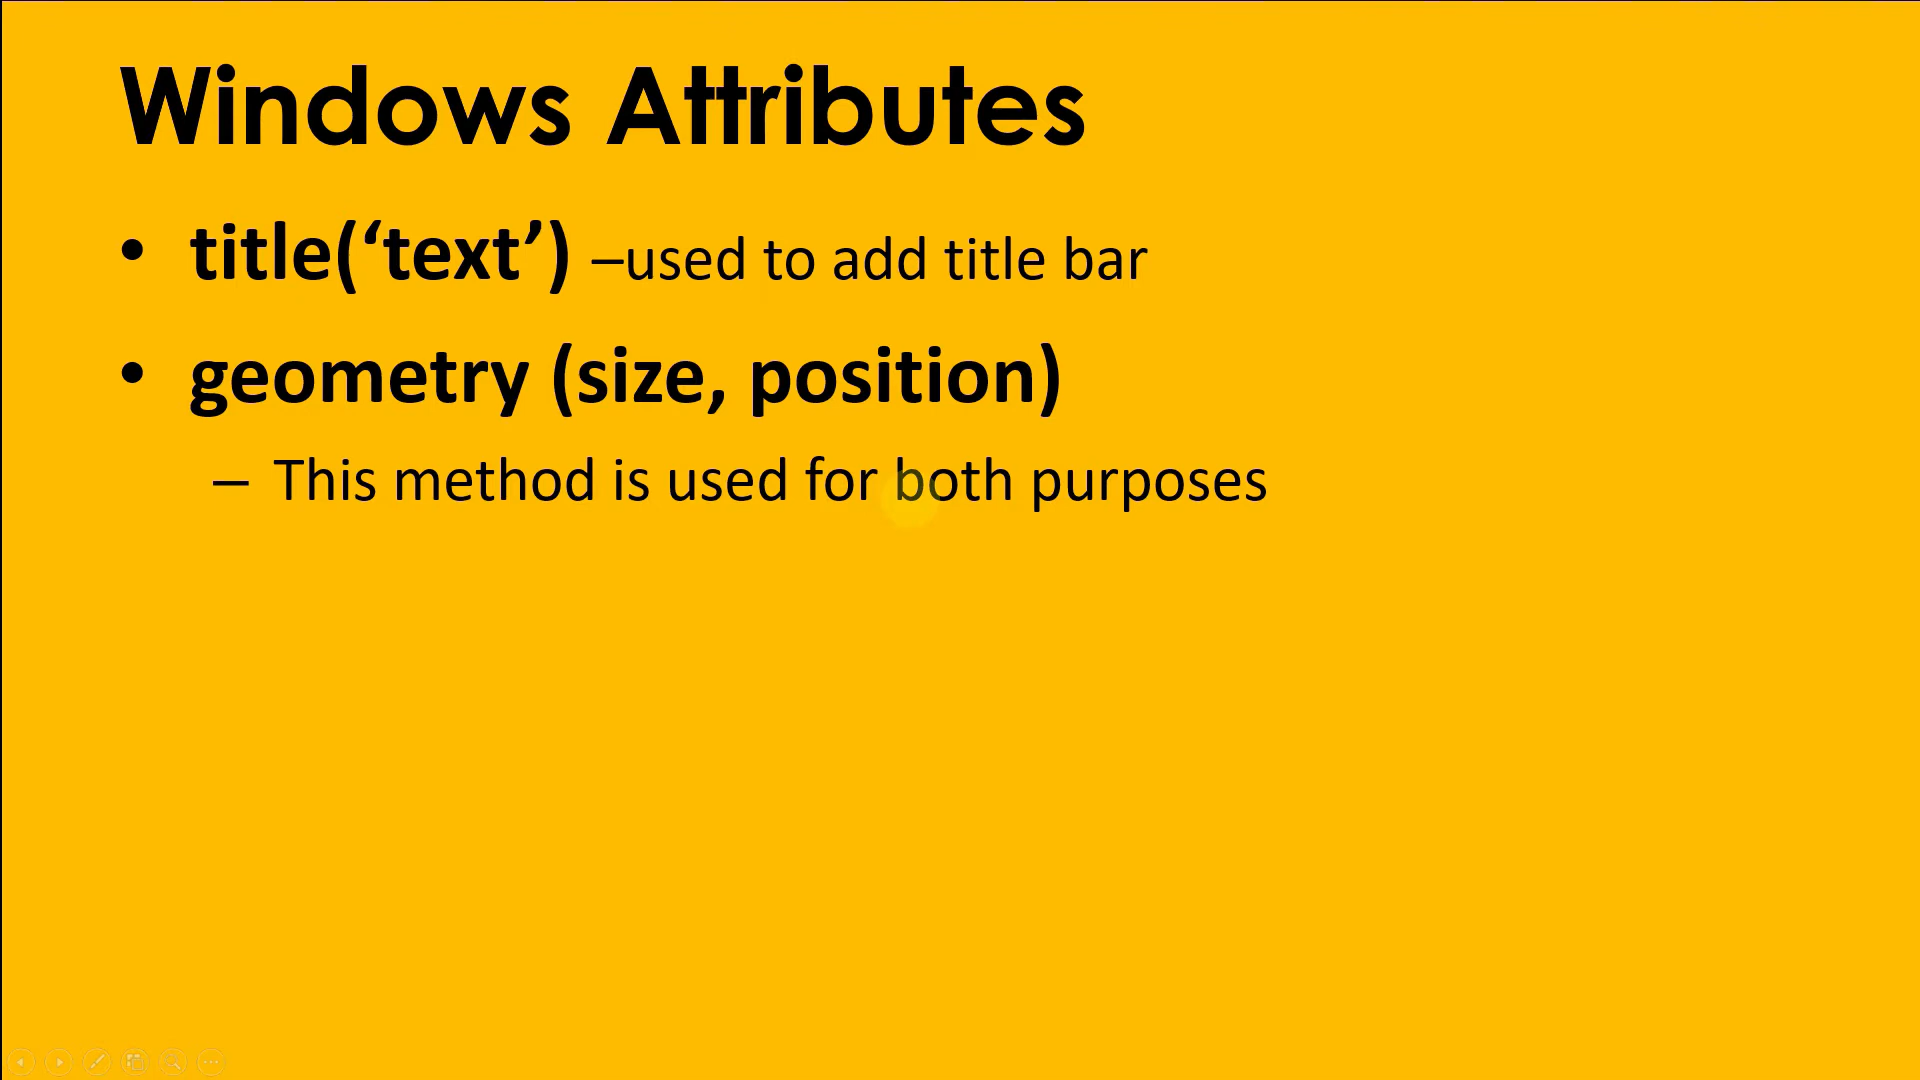 Windows Attributes
• title(‘text’) –used to add title bar
• geometry (size, position)
– This method is used for both purposes